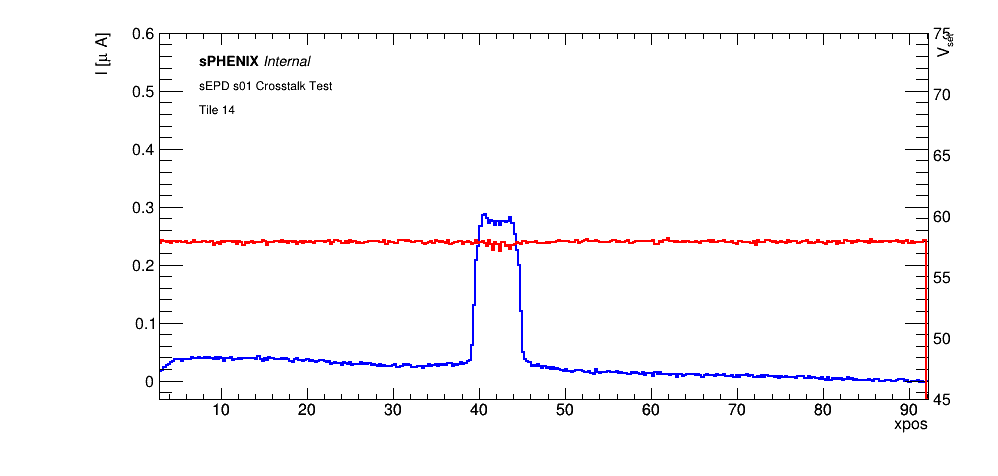 I [μ A]
0.6
0.5
0.4
0.3
0.2
0.1
0
sPHENIX Internal
sEPD s01 Crosstalk Test
Tile 14
75
V_set
70
65
60
55
50
45
10 20 30 40 50 60 70 80 90
xpos